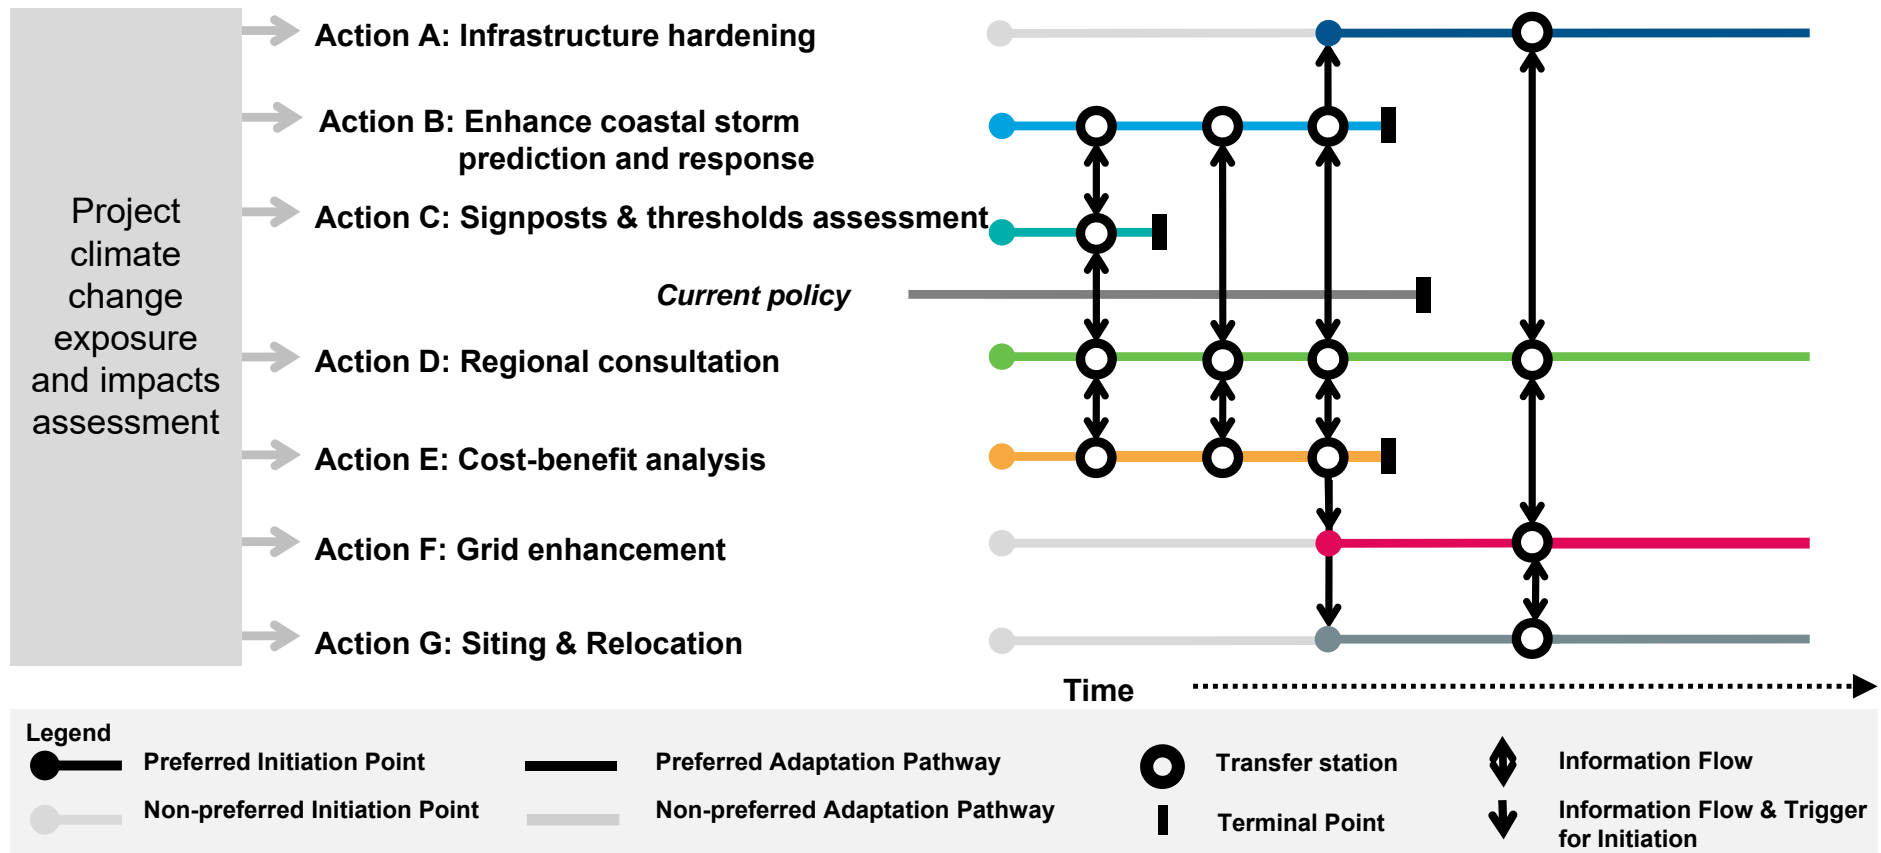 Project
climate
change
exposure
and impacts
assessment
Action A: Infrastructure hardening
Action B: Enhance coastal storm
prediction and response
Action C: Signposts & thresholds assessment
Current policy
Action D: Regional consultation
Action E: Cost-benefit analysis
Action F: Grid enhancement
Action G: Siting & Relocation
Time
Legend
Preferred Initiation Point
Non-preferred Initiation Point
Preferred Adaptation Pathway
Non-preferred Adaptation Pathway
Transfer station
Terminal Point
Information Flow
Information Flow & Trigger
for Initiation